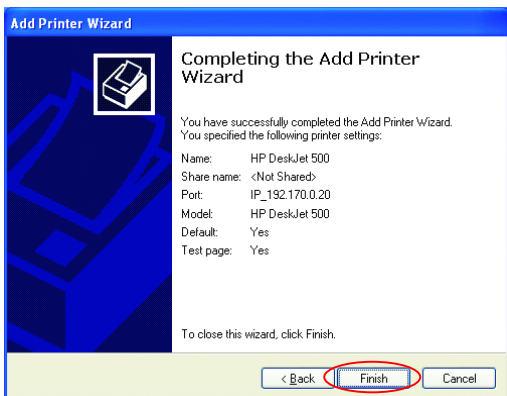 Add Printer Wizard
Completing the Add Printer
Wizard
You have successfully completed the Add Printer Wizard.
You specified the following printer settings:
Name: HP DeskJet 500
Share name: <Not Shared>
Port: IP_192.170.0.20
Model: HP DeskJet 500
Default: Yes
Test page: Yes
To close this wizard, click Finish.
< Back Finish Cancel